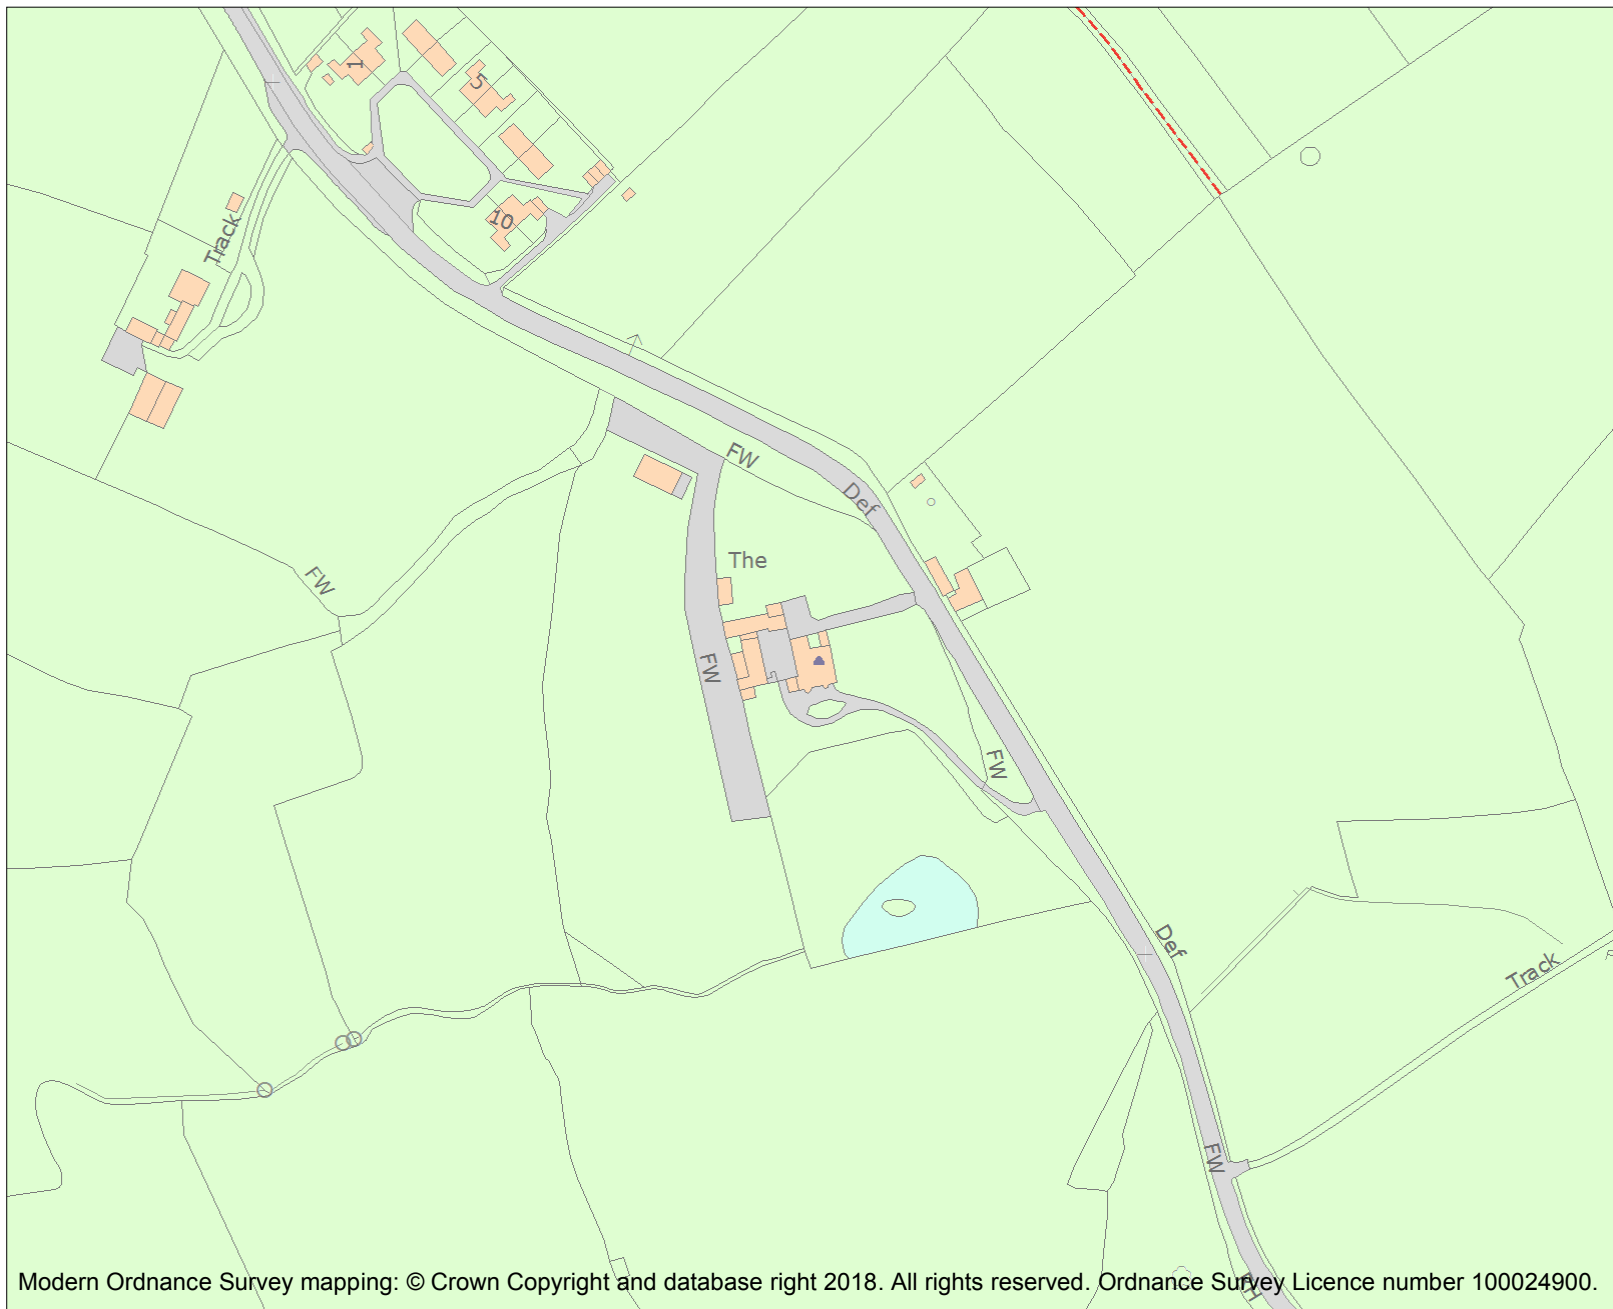 1
5
10
Track
FW
Def
FW
The
FW
FW
Def
Track
FW
FH
Modern Ordnance Survey mapping: © Crown Copyright and database right 2018. All rights reserved. Ordnance Survey Licence number 100024900.